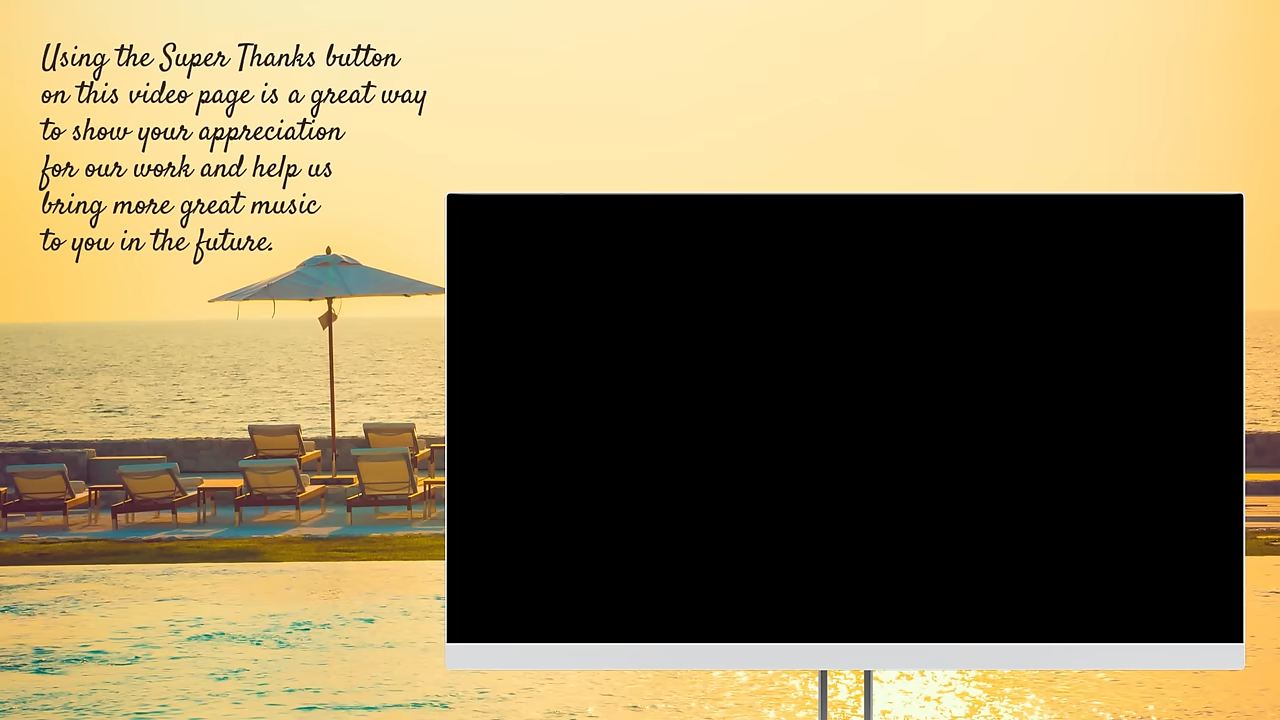 Using the Super Thanks button
on this video page is a great way
to show your appreciation
for our work and help us
bring more great music
to you in the future.